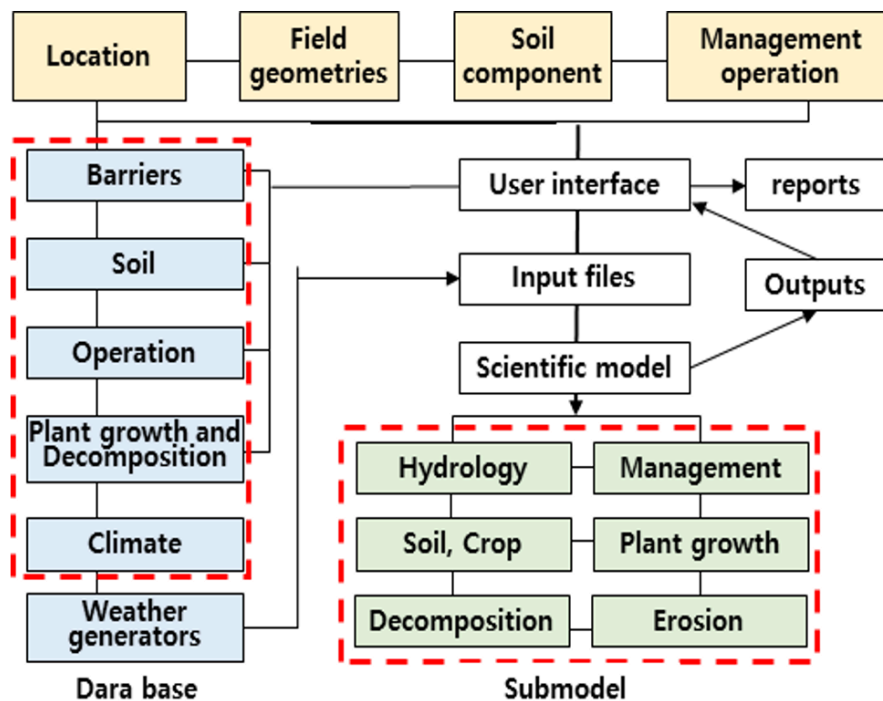 Location
Field
geometries
Soil
component
Management
operation
Barriers
Soil
Operation
Plant growth and
Decomposition
Climate
Weather
generators
Dara base
User interface
reports
Input files
Outputs
Scientific model
Hydrology
Management
Soil, Crop
Plant growth
Decomposition
Erosion
Submodel